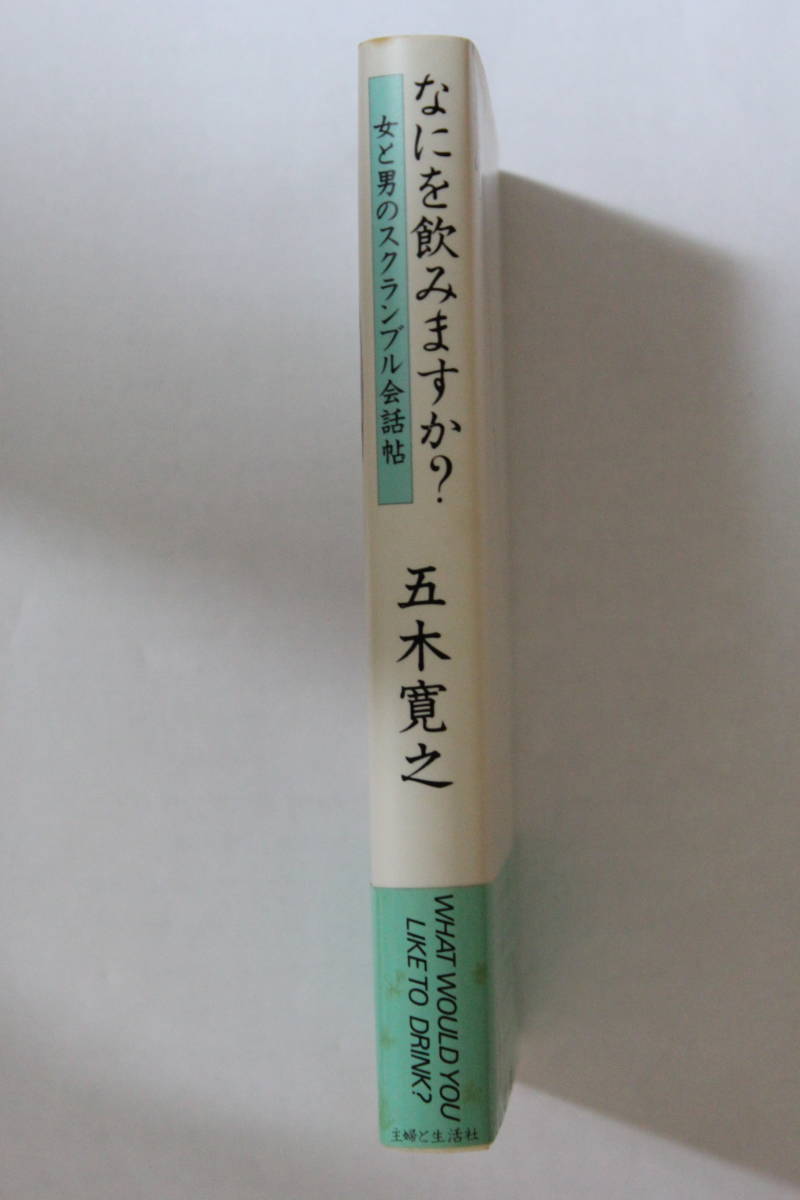 なにを飲みますか?
女と男のスクランブル会話帖
五木寛之
WHAT WOULD YOU
LIKE TO DRINK?
主婦と生活社